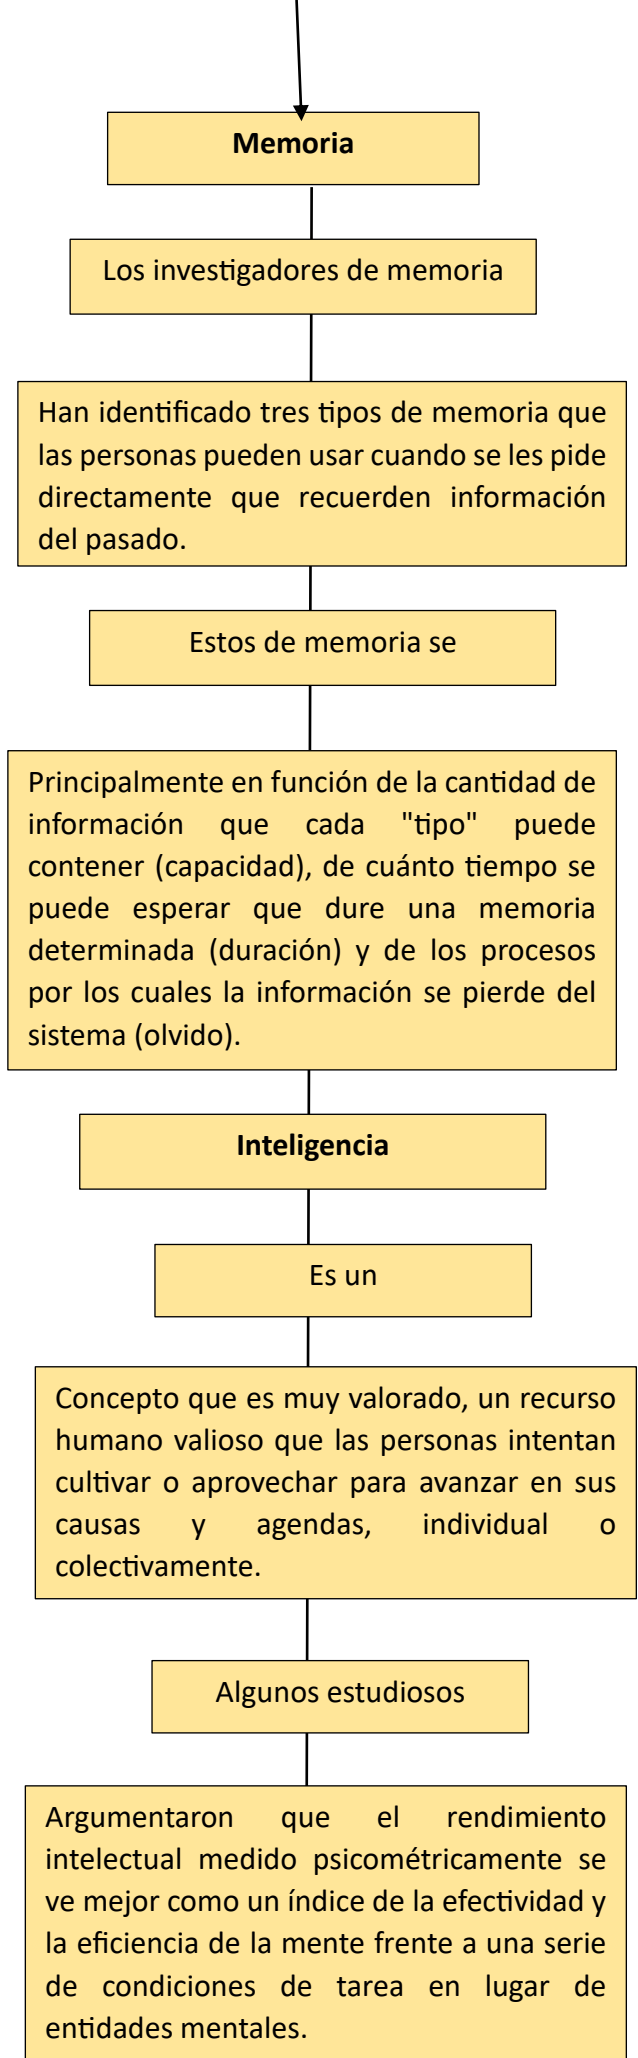 Memoria
Los investigadores de memoria
Han identificado tres tipos de memoria que
las personas pueden usar cuando se les pide
directamente que recuerden información
del pasado.
Estos de memoria se
Principalmente en función de la cantidad de
información que cada "tipo" puede
contener (capacidad), de cuánto tiempo se
puede esperar que dure una memoria
determinada (duración) y de los procesos
por los cuales la información se pierde del
sistema (olvido).
Inteligencia
Es un
Concepto que es muy valorado, un recurso
humano valioso que las personas intentan
cultivar o aprovechar para avanzar en sus
causas y agendas, individual o
colectivamente.
Algunos estudiosos
Argumentaron que el rendimiento
intelectual medido psicométricamente se
ve mejor como un índice de la efectividad y
la eficiencia de la mente frente a una serie
de condiciones de tarea en lugar de
entidades mentales.